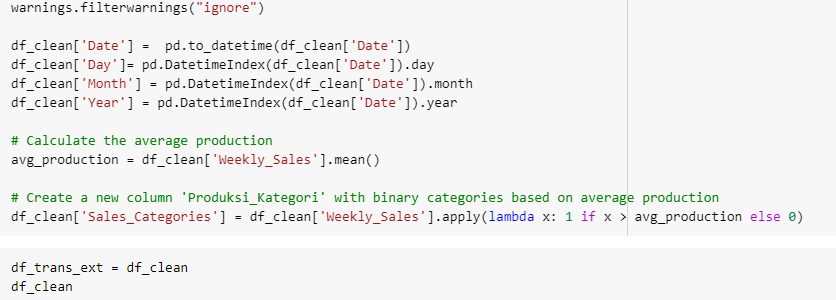 warnings.filterwarnings("ignore")
df_clean['Date'] =  pd.to_datetime(df_clean['Date'])
df_clean['Day']= pd.DatetimeIndex(df_clean['Date']).day
df_clean['Month'] = pd.DatetimeIndex(df_clean['Date']).month
df_clean['Year'] = pd.DatetimeIndex(df_clean['Date']).year
# Calculate the average production
avg_production = df_clean['Weekly_Sales'].mean()
# Create a new column 'Produksi_Kategori' with binary categories based on average production
df_clean['Sales_Categories'] = df_clean['Weekly_Sales'].apply(lambda x: 1 if x > avg_production else 0)
df_trans_ext = df_clean
df_clean